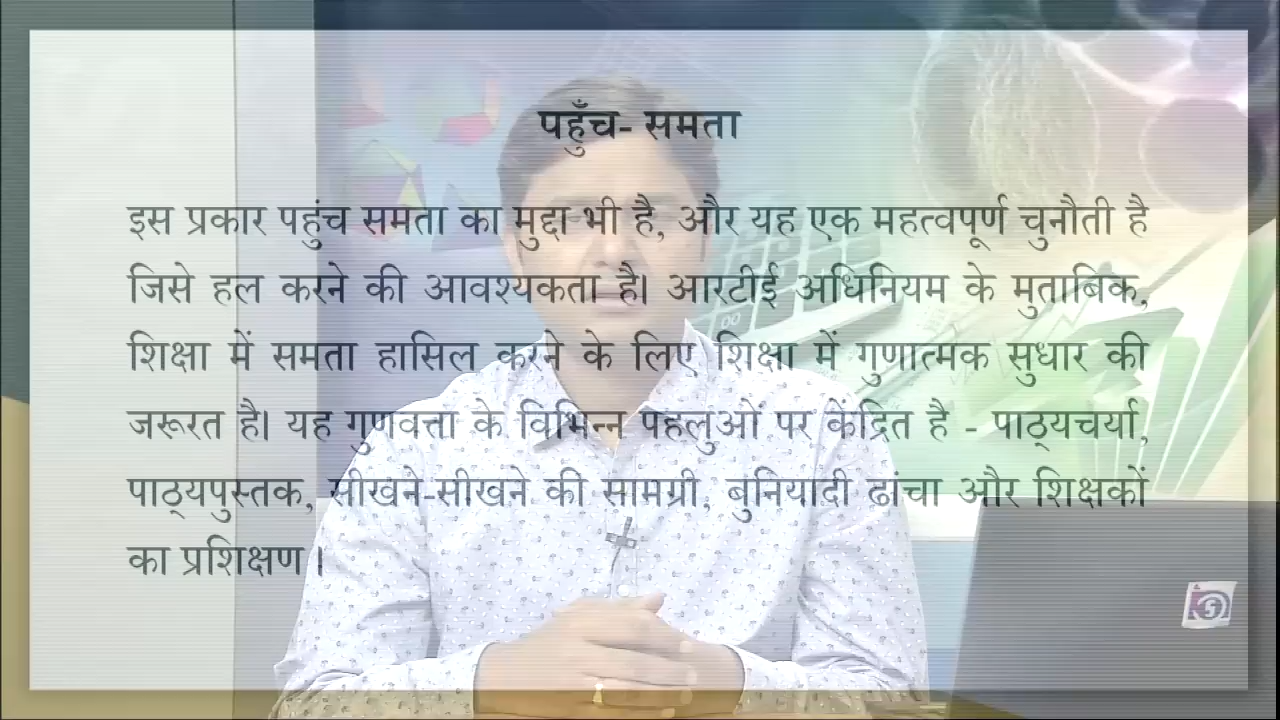 पहुँच- समता
इस प्रकार पहुंच समता का मुद्दा भी है, और यह एक महत्वपूर्ण चुनौती है
जिसे हल करने की आवश्यकता है। आरटीई अधिनियम के मुताबिक,
शिक्षा में समता हासिल करने के लिए शिक्षा में गुणात्मक सुधार की
जरूरत है। यह गुणवत्ता के विभिन्न पहलुओं पर केंद्रित है - पाठ्यचर्या,
पाठ्यपुस्तक, सीखने-सीखने की सामग्री, बुनियादी ढांचा और शिक्षकों
का प्रशिक्षण ।